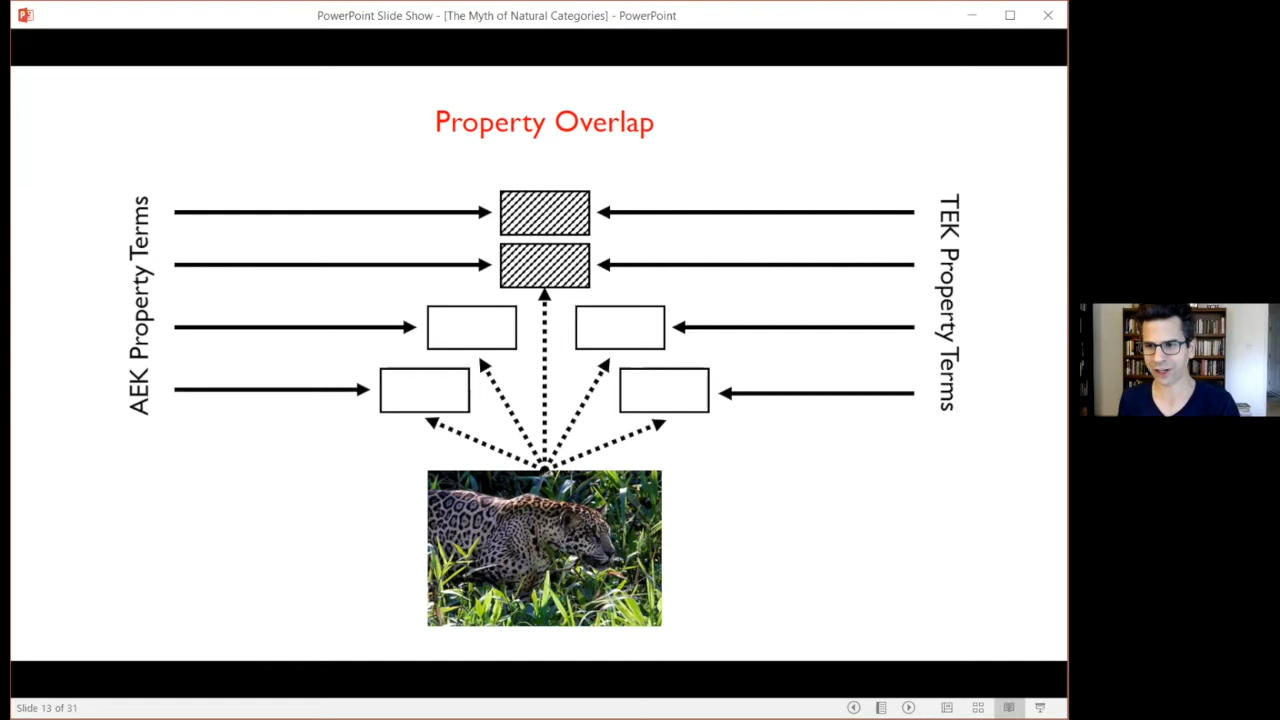 PowerPoint Slide Show - [The Myth of Natural Categories] - PowerPoint
Property Overlap
AEK Property Terms
TEK Property Terms
Slide 13 of 31